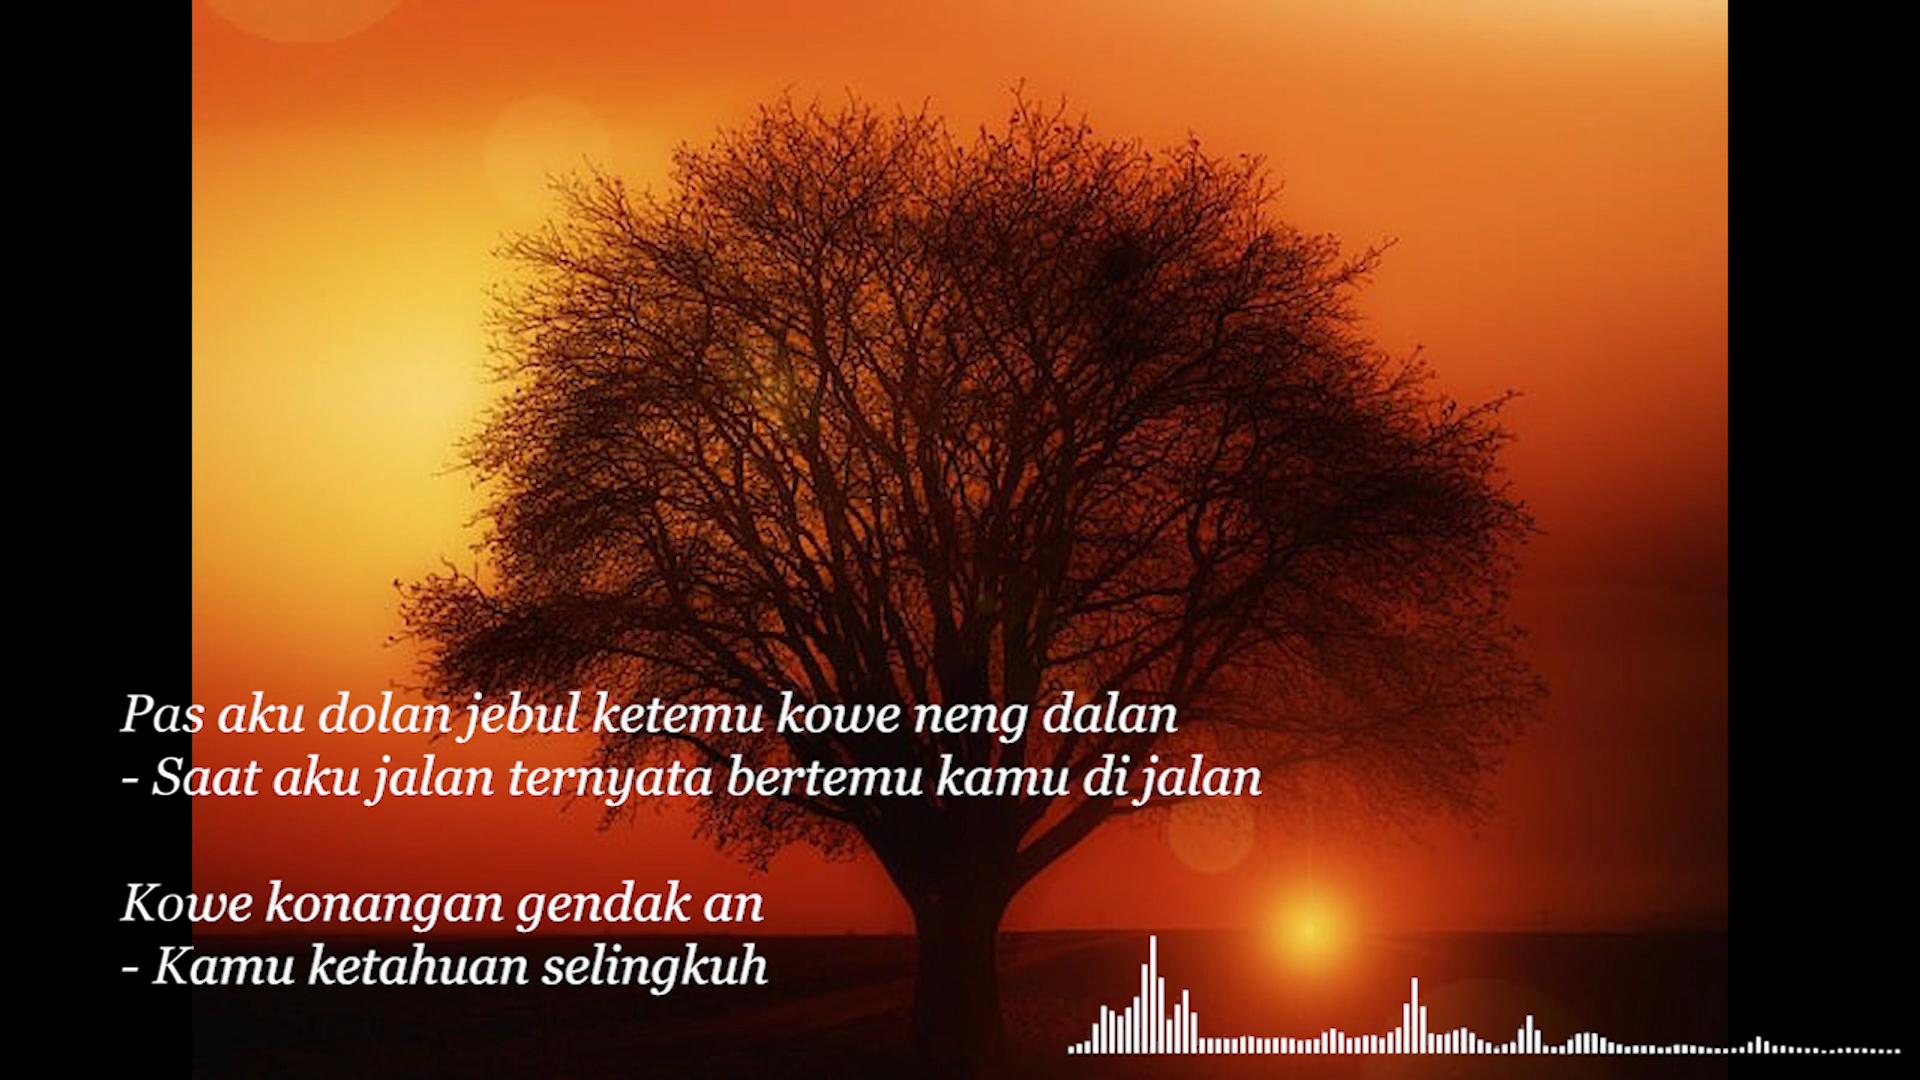 Pas aku dolan jebul ketemu kowe neng dalan
- Saat aku jalan ternyata bertemu kamu di jalan
Kowe konangan gendak an
- Kamu ketahuan selingkuh